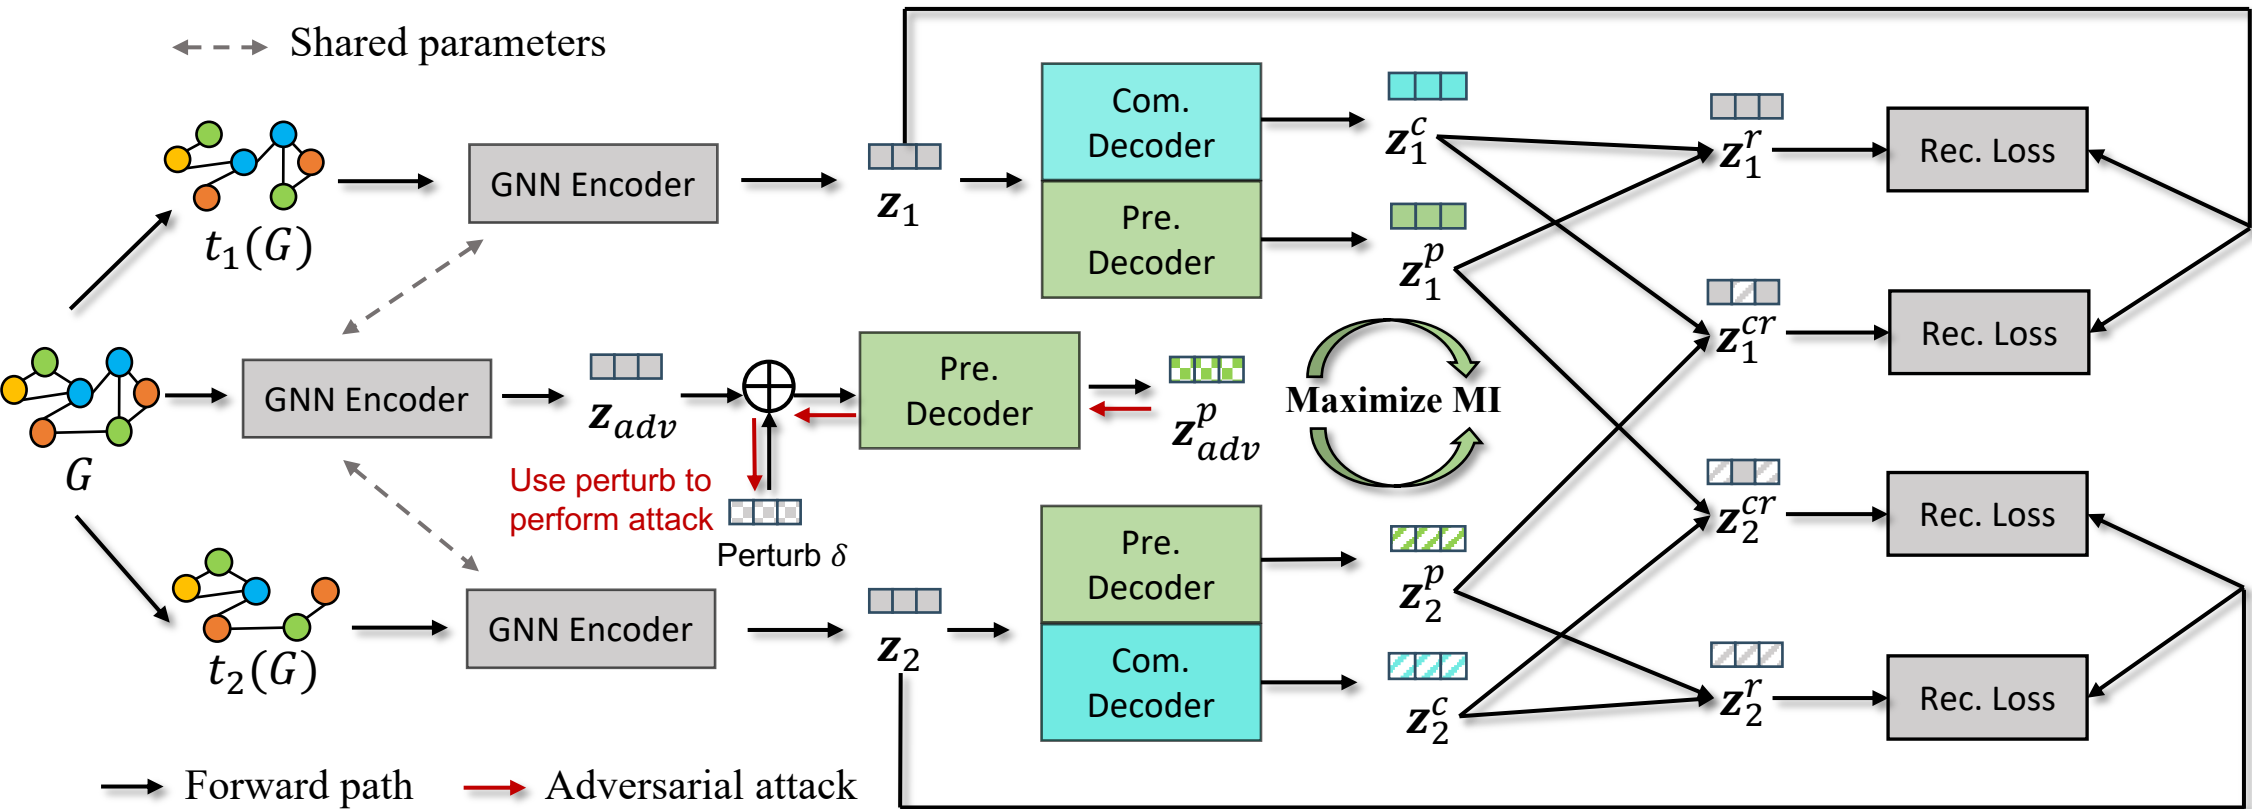 Shared parameters
t₁(G)
GNN Encoder
z₁
Com.
Decoder
Pre.
Decoder
z₁ᶜ
z₁ᵖ
z₁ʳ
Rec. Loss
z₁ᶜʳ
Rec. Loss
G
GNN Encoder
z_adv
Pre.
Decoder
z_adv^p
Maximize MI
Use perturb to
perform attack
Perturb δ
t₂(G)
GNN Encoder
z₂
Pre.
Decoder
Com.
Decoder
z₂ᵖ
z₂ᶜ
z₂ᶜʳ
Rec. Loss
z₂ʳ
Rec. Loss
Forward path
Adversarial attack